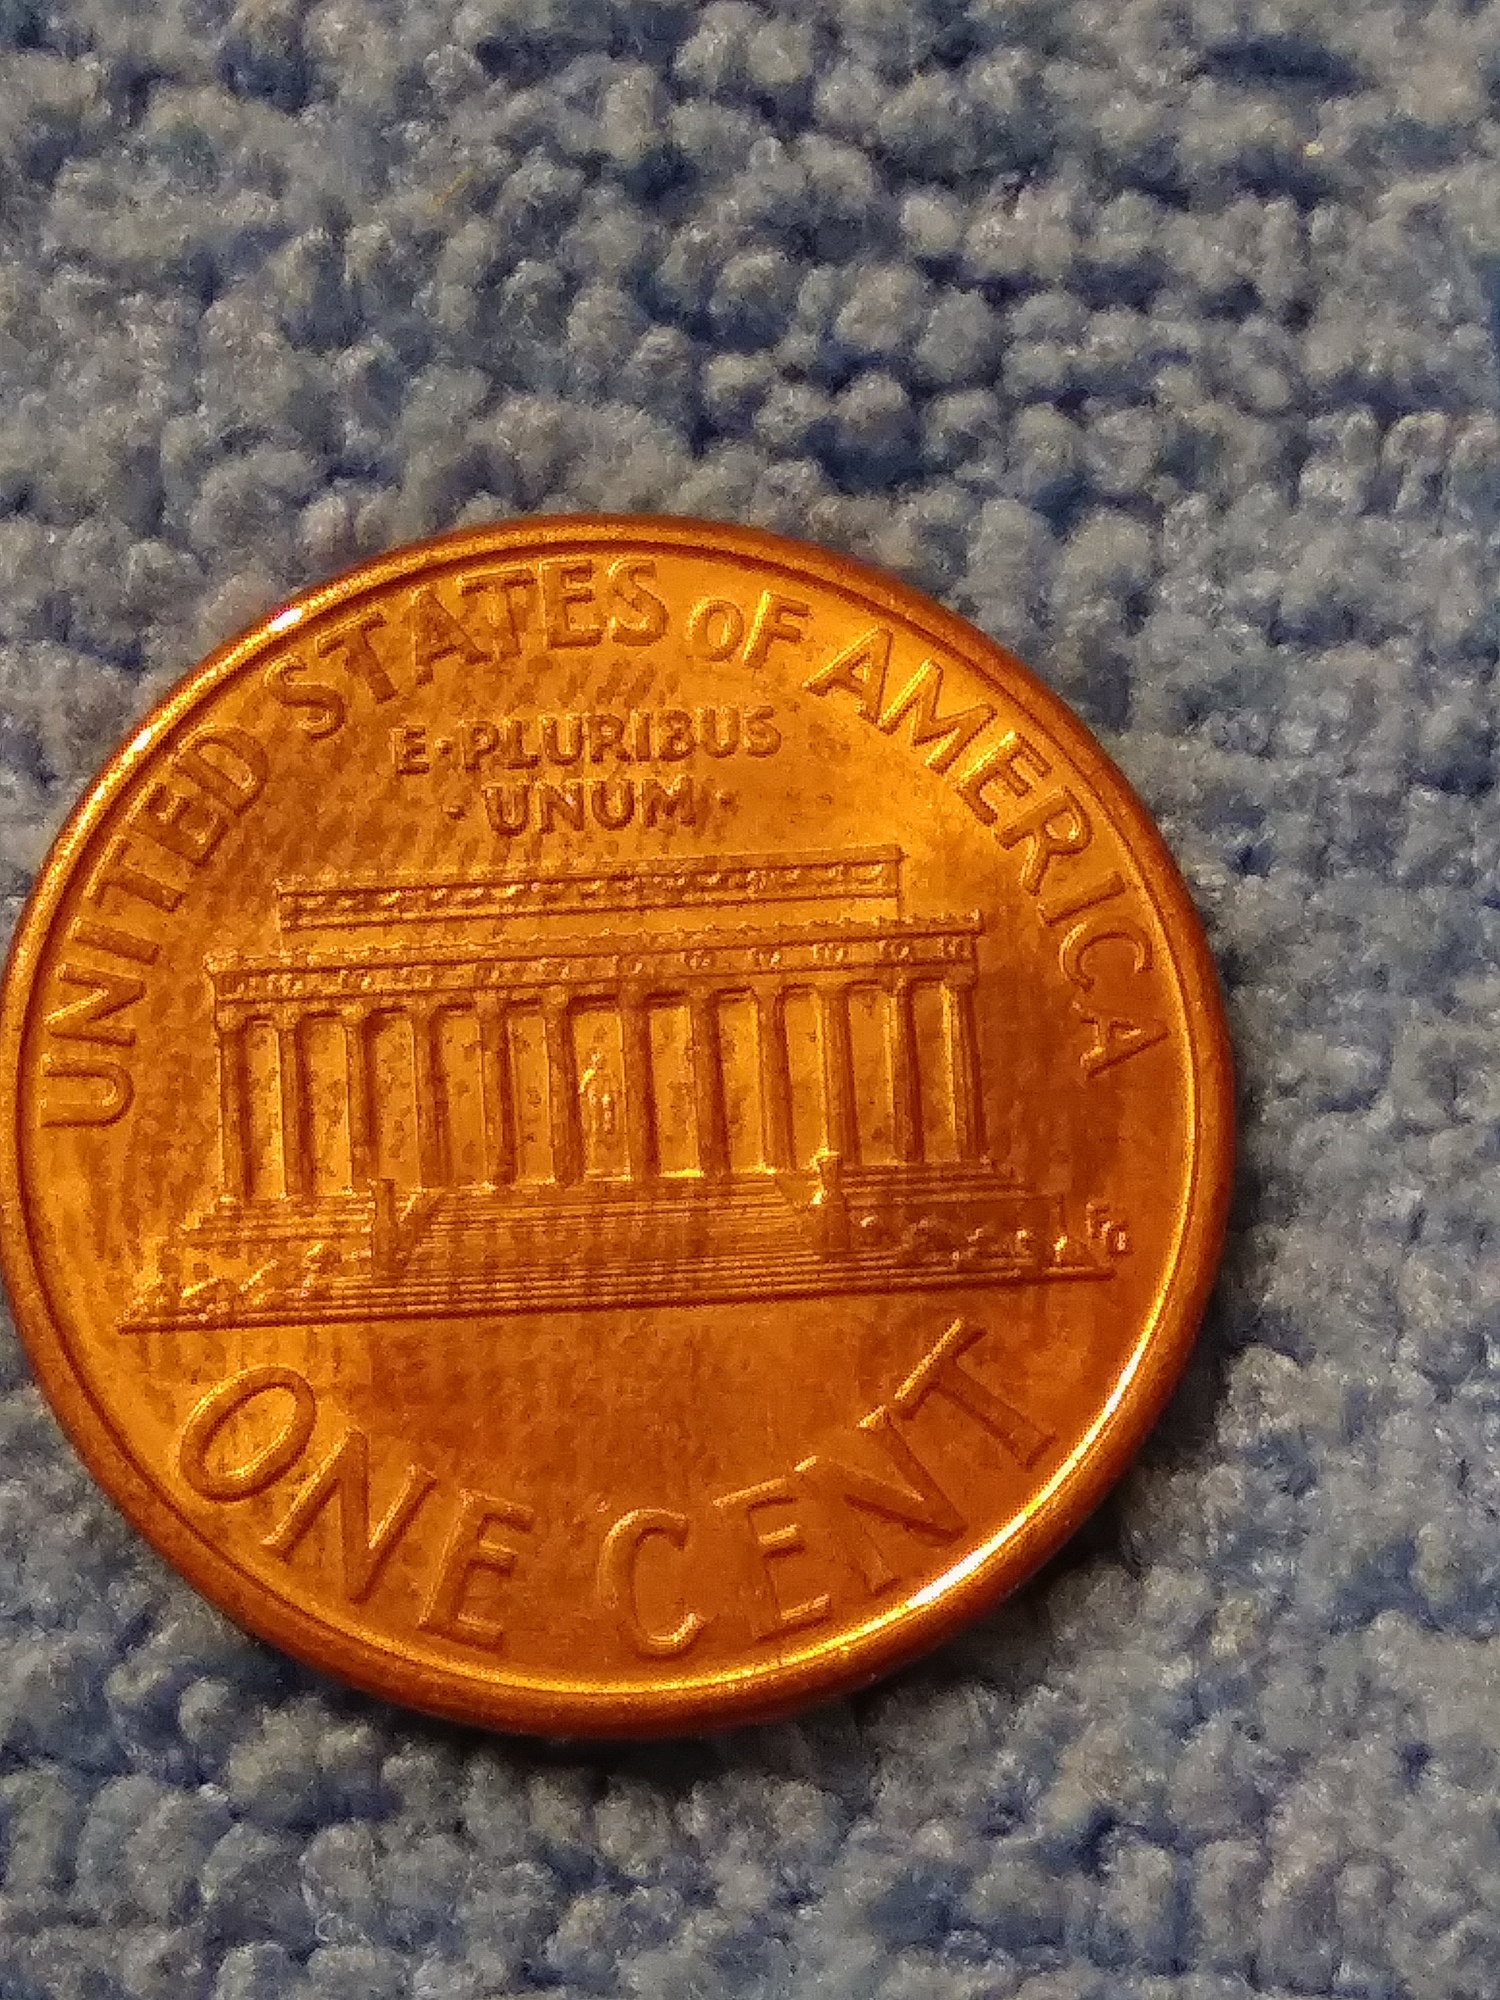 UNITED STATES OF AMERICA
E·PLURIBUS
·UNUM·
FG
ONE CENT